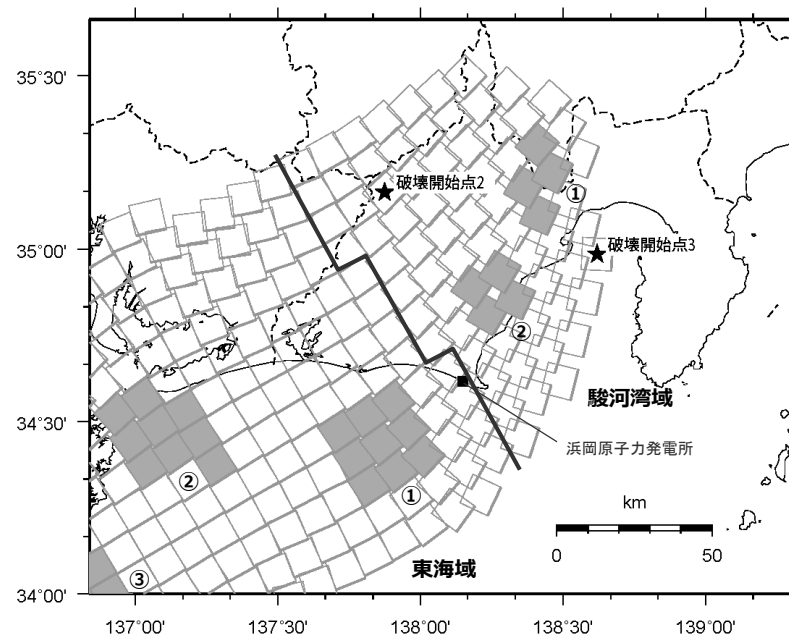 35°30'
破壊開始点2
①
35°00'
破壊開始点3
②
34°30'
駿河湾域
浜岡原子力発電所
②
①
km
0
50
東海域
③
34°00'
137°00'
137°30'
138°00'
138°30'
139°00'